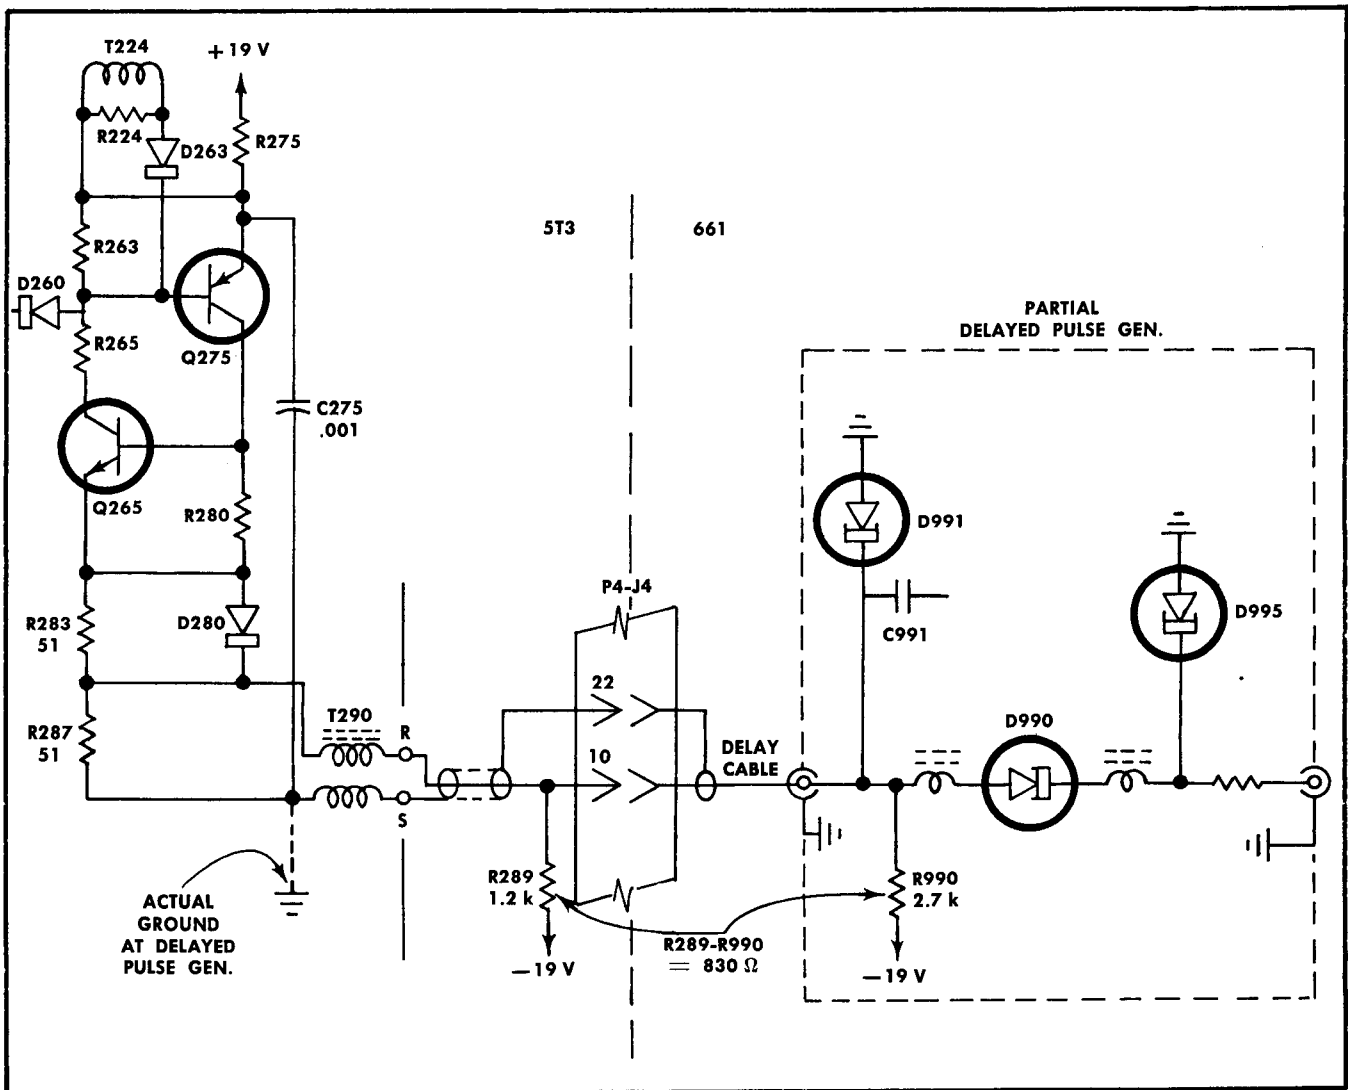 T224
+19 V
R224
D263
R275
5T3
661
R263
D260
R265
Q275
PARTIAL
DELAYED PULSE GEN.
C275
.001
Q265
R280
D991
C991
D995
P4-J4
R283
51
D280
22
R287
51
T290
R
10
DELAY
CABLE
D990
S
R289
1.2 k
R990
2.7 k
ACTUAL
GROUND
AT DELAYED
PULSE GEN.
R289-R990
= 830 Ω
—19 V
—19 V